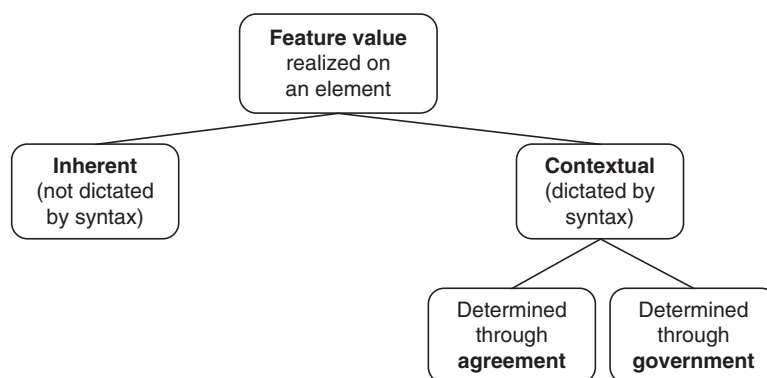 Feature value
realized on
an element
Inherent
(not dictated
by syntax)
Contextual
(dictated by
syntax)
Determined
through
agreement
Determined
through
government